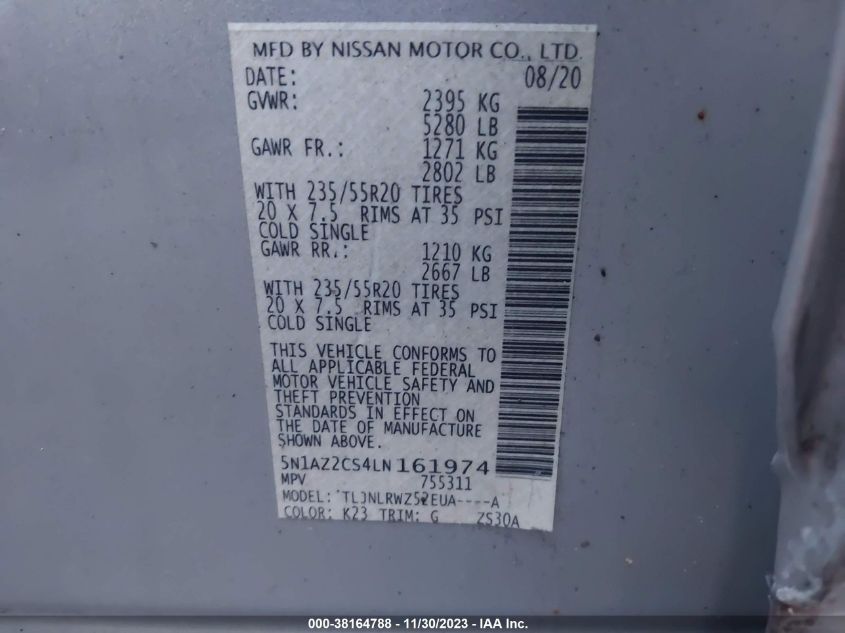 MFD BY NISSAN MOTOR CO., LTD.
DATE: 08/20
GVWR: 2395 KG
5280 LB
GAWR FR.: 1271 KG
2802 LB
WITH 235/55R20 TIRES
20 X 7.5 RIMS AT 35 PSI
COLD SINGLE
GAWR RR.: 1210 KG
2667 LB
WITH 235/55R20 TIRES
20 X 7.5 RIMS AT 35 PSI
COLD SINGLE
THIS VEHICLE CONFORMS TO
ALL APPLICABLE FEDERAL
MOTOR VEHICLE SAFETY AND
THEFT PREVENTION
STANDARDS IN EFFECT ON
THE DATE OF MANUFACTURE
SHOWN ABOVE.
5N1AZ2CS4LN161974
MPV 755311
MODEL:
COLOR: K23 TRIM: G ZS30A
000-38164788 - 11/30/2023 - IAA Inc.